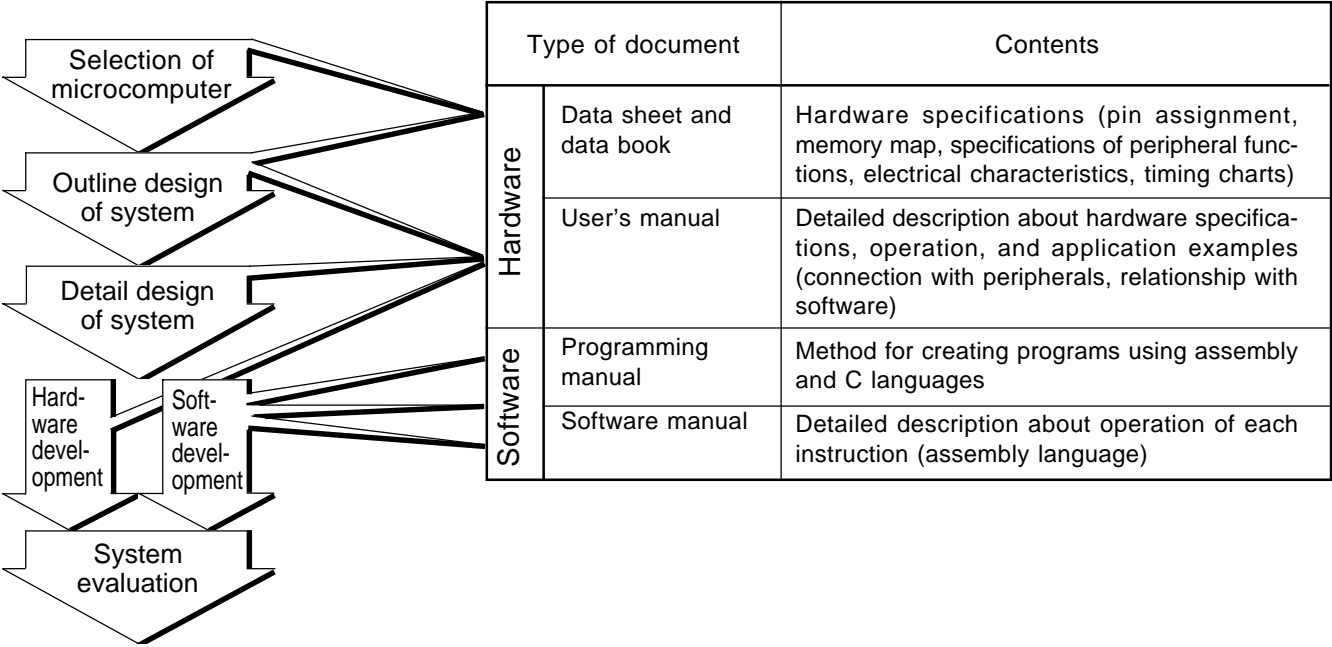 Selection of
microcomputer
Outline design
of system
Detail design
of system
Hard-
ware
devel-
opment
Soft-
ware
devel-
opment
System
evaluation
Type of document
Contents
Hardware
Data sheet and
data book
Hardware specifications (pin assignment,
memory map, specifications of peripheral func-
tions, electrical characteristics, timing charts)
User's manual
Detailed description about hardware specifica-
tions, operation, and application examples
(connection with peripherals, relationship with
software)
Software
Programming
manual
Method for creating programs using assembly
and C languages
Software manual
Detailed description about operation of each
instruction (assembly language)